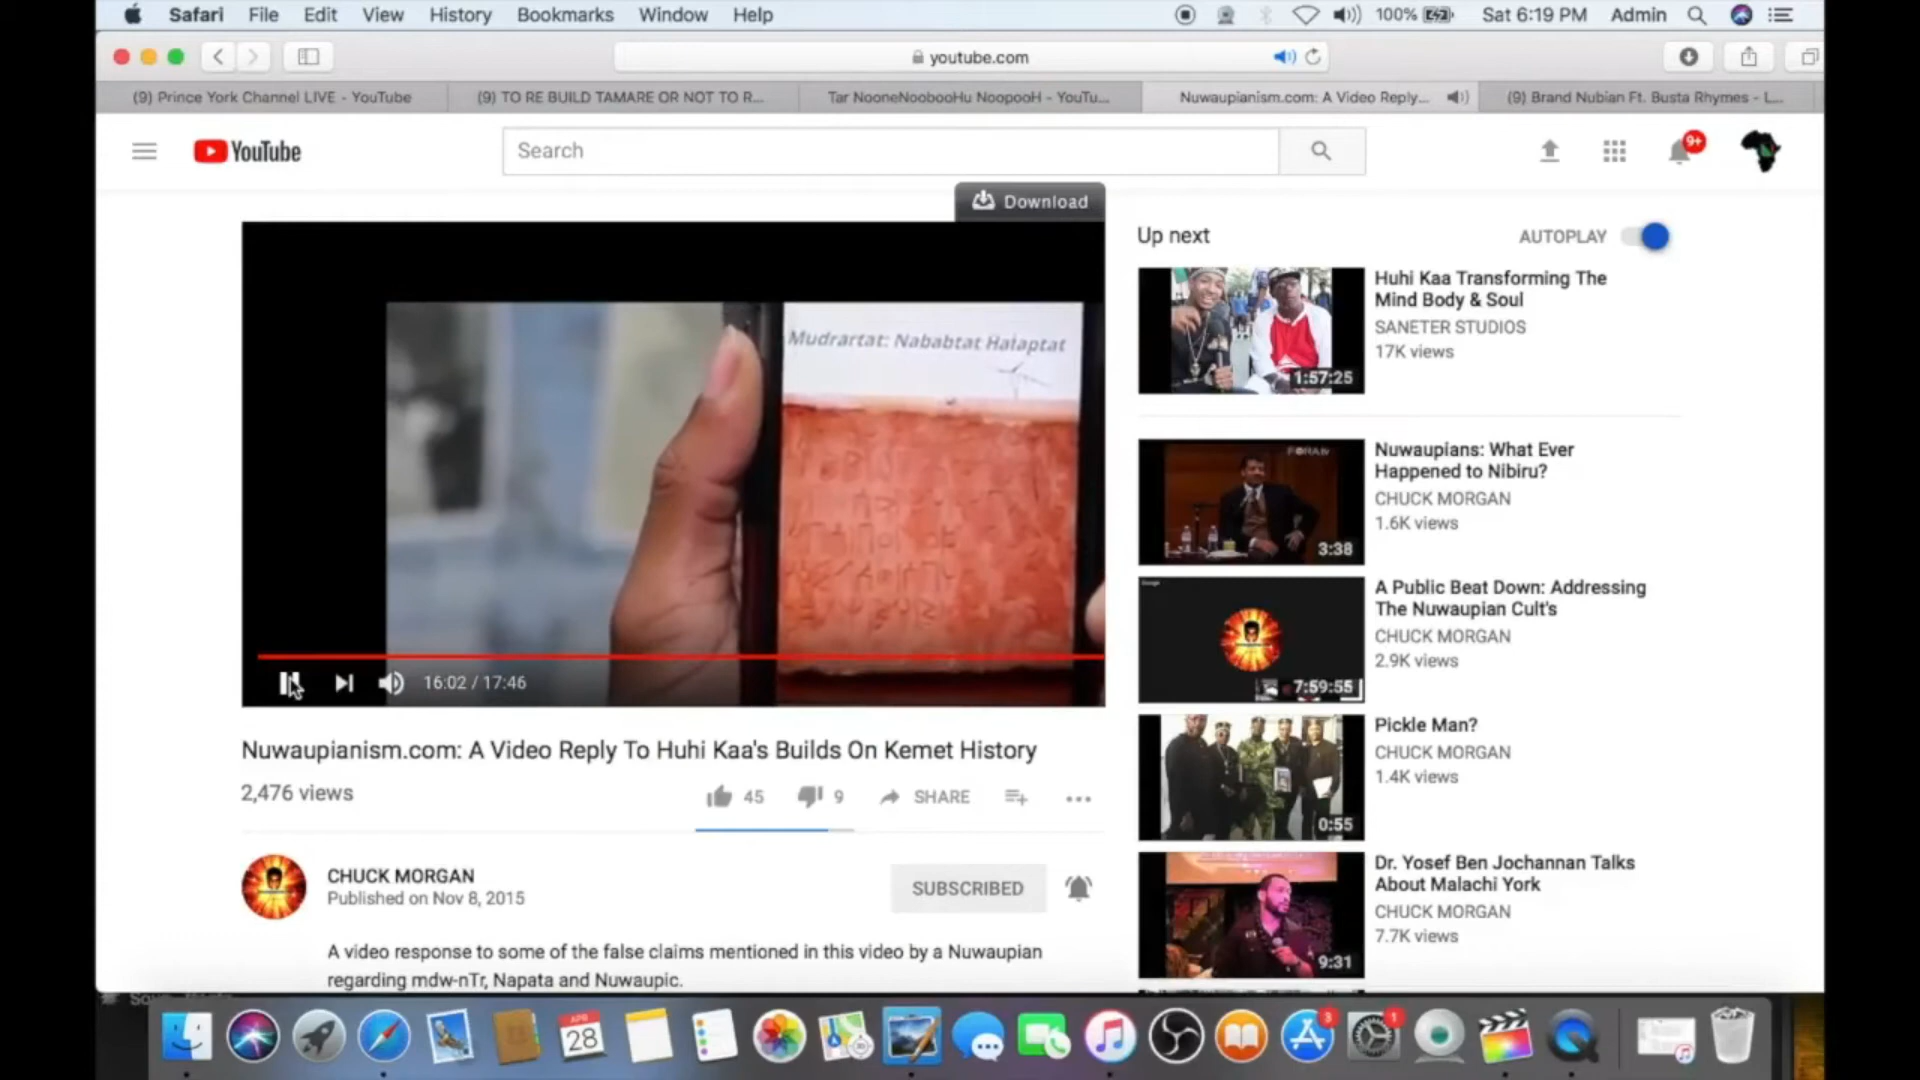 Safari File Edit View History Bookmarks Window Help 100% Sat 6:19 PM Admin
youtube.com
(9) Prince York Channel LIVE - YouTube
(9) TO RE BUILD TAMARE OR NOT TO R...
Tar NooneNoobooHu NoopooH - YouTu...
Nuwaupianism.com: A Video Reply...
(9) Brand Nubian Ft. Busta Rhymes - L...
YouTube
Search
9+
Download
Mudrartat: Nababtat Haiaptat
16:02 / 17:46
Nuwaupianism.com: A Video Reply To Huhi Kaa's Builds On Kemet History
2,476 views
45 9 SHARE
CHUCK MORGAN
Published on Nov 8, 2015
SUBSCRIBED
A video response to some of the false claims mentioned in this video by a Nuwaupian
regarding mdw-nTr, Napata and Nuwaupic.
Up next
AUTOPLAY
Huhi Kaa Transforming The
Mind Body & Soul
SANETER STUDIOS
17K views
1:57:25
Nuwaupians: What Ever
Happened to Nibiru?
CHUCK MORGAN
1.6K views
FORA.tv
3:38
A Public Beat Down: Addressing
The Nuwaupian Cult's
CHUCK MORGAN
2.9K views
7:59:55
Pickle Man?
CHUCK MORGAN
1.4K views
0:55
Dr. Yosef Ben Jochannan Talks
About Malachi York
CHUCK MORGAN
7.7K views
9:31
APR
28
3
1